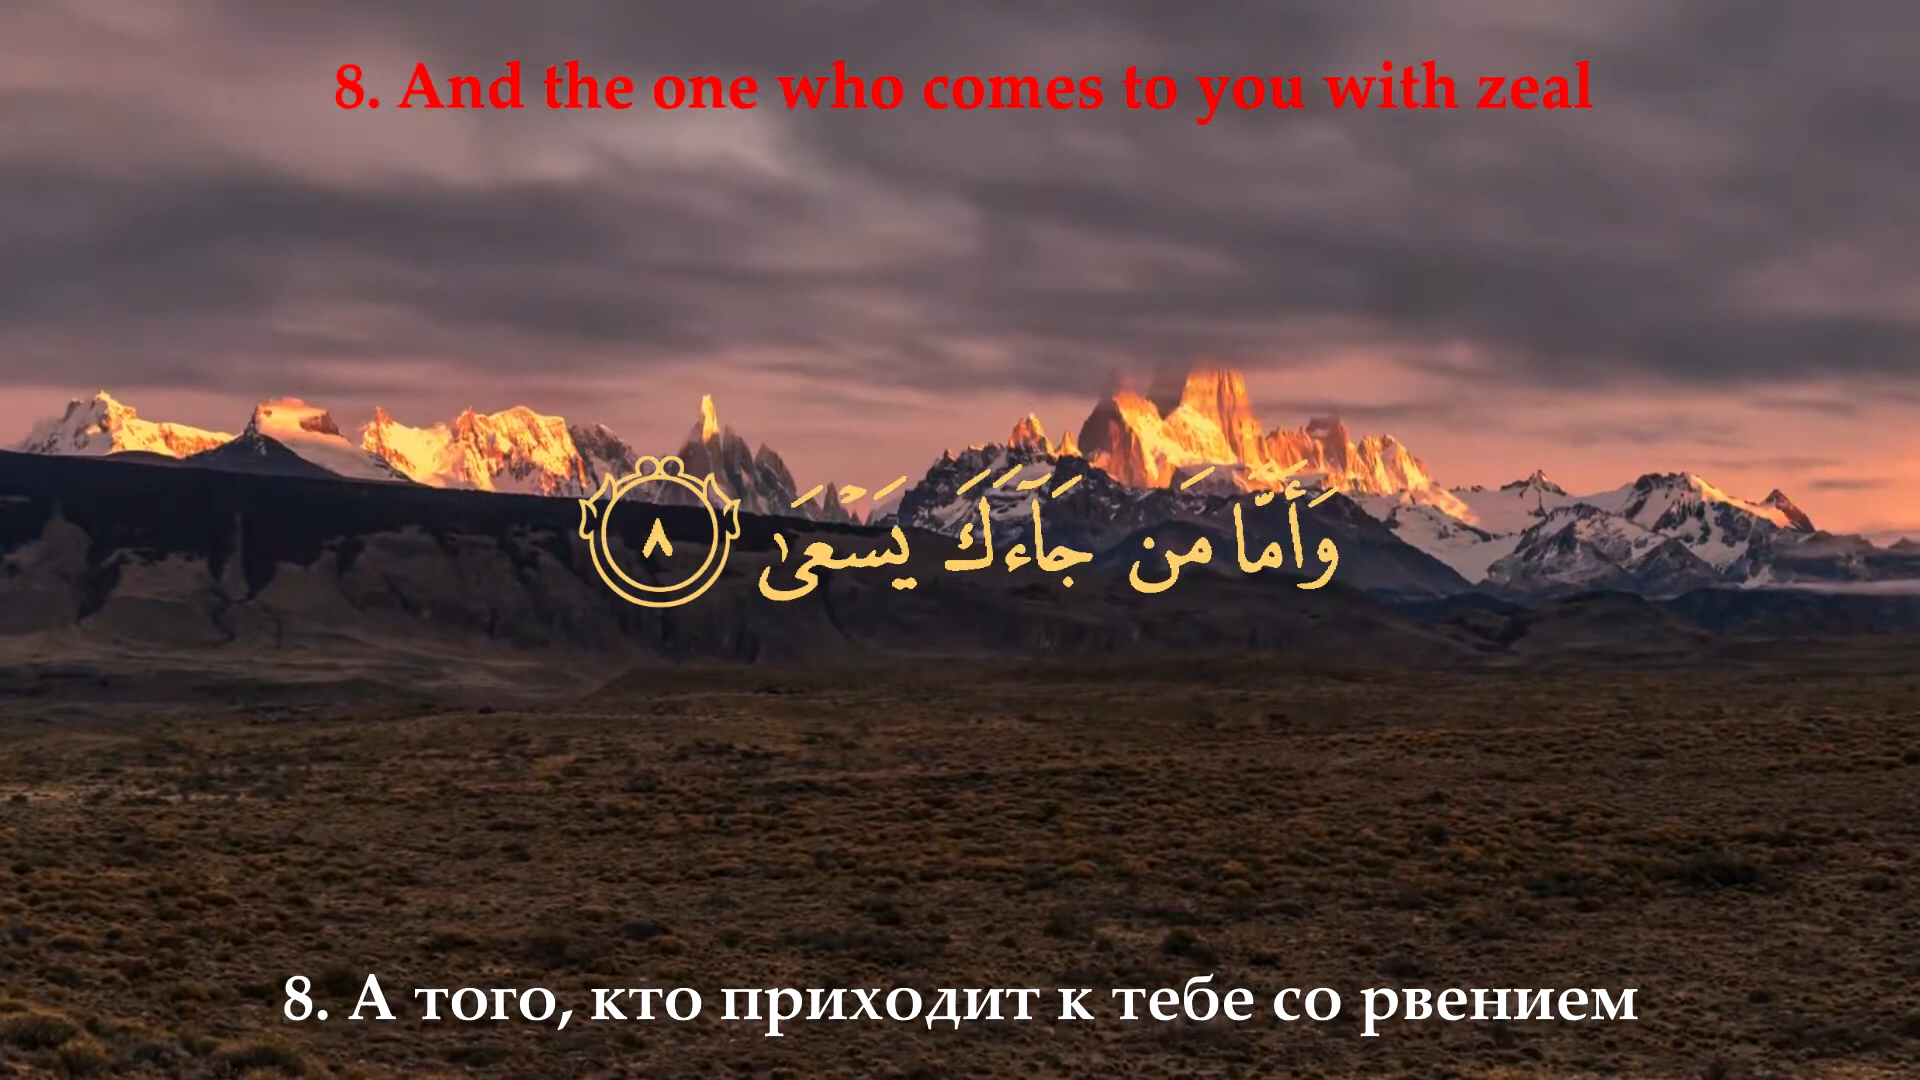 8. And the one who comes to you with zeal
وَأَمَّا مَن جَآءَكَ يَسۡعَىٰ ٨
8. А того, кто приходит к тебе со рвением